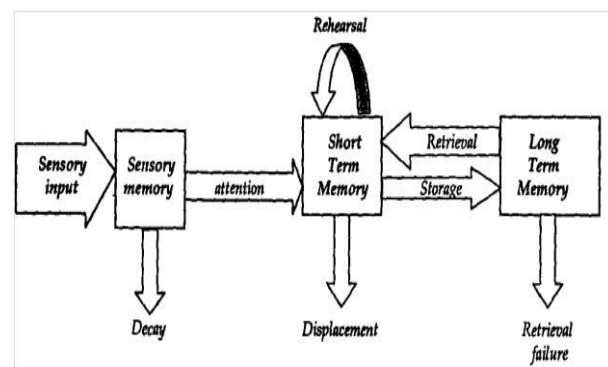 Rehearsal
Sensory
input
Sensory
memory
attention
Short
Term
Memory
Retrieval
Storage
Long
Term
Memory
Decay
Displacement
Retrieval
failure